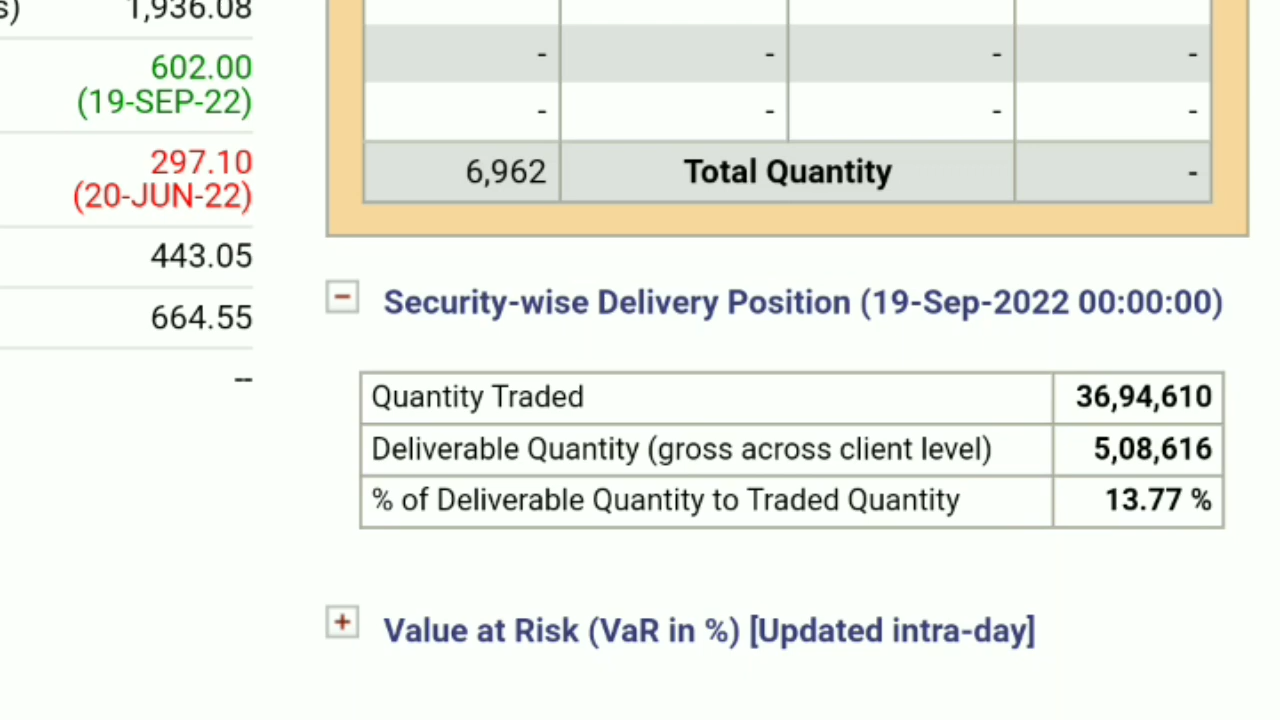 s) 1,936.08
602.00
(19-SEP-22)
297.10
(20-JUN-22)
443.05
664.55
--
- - - -
- - - -
6,962 Total Quantity -
Security-wise Delivery Position (19-Sep-2022 00:00:00)
Quantity Traded 36,94,610
Deliverable Quantity (gross across client level) 5,08,616
% of Deliverable Quantity to Traded Quantity 13.77 %
Value at Risk (VaR in %) [Updated intra-day]